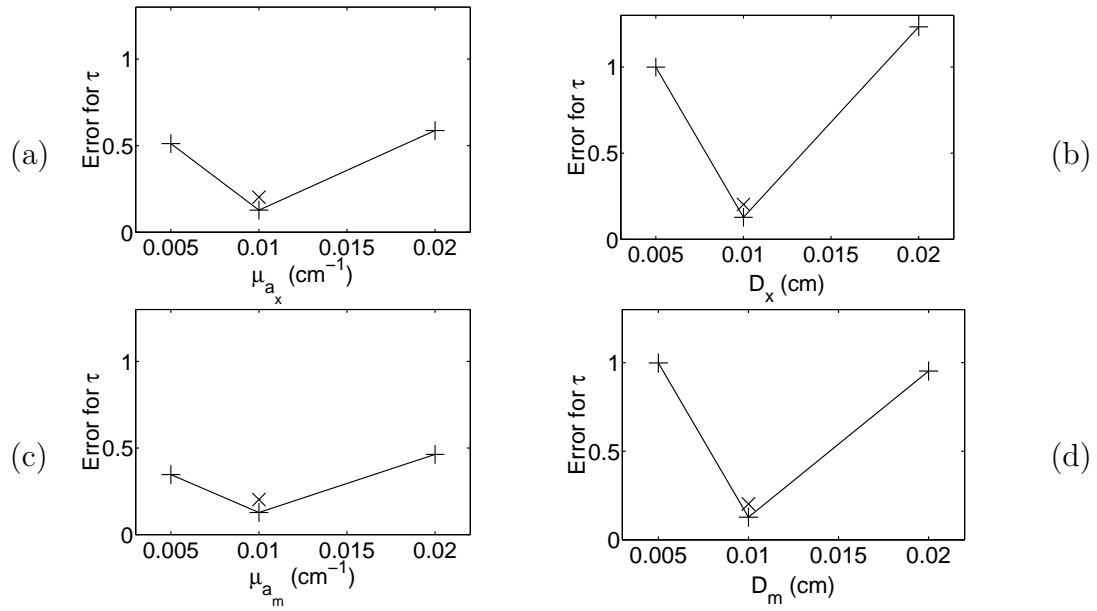 (a)
Error for τ
1
0.5
0
0.005 0.01 0.015 0.02
μ_{a_x} (cm⁻¹)
(b)
Error for τ
1
0.5
0
0.005 0.01 0.015 0.02
D_x (cm)
(c)
Error for τ
1
0.5
0
0.005 0.01 0.015 0.02
μ_{a_m} (cm⁻¹)
(d)
Error for τ
1
0.5
0
0.005 0.01 0.015 0.02
D_m (cm)